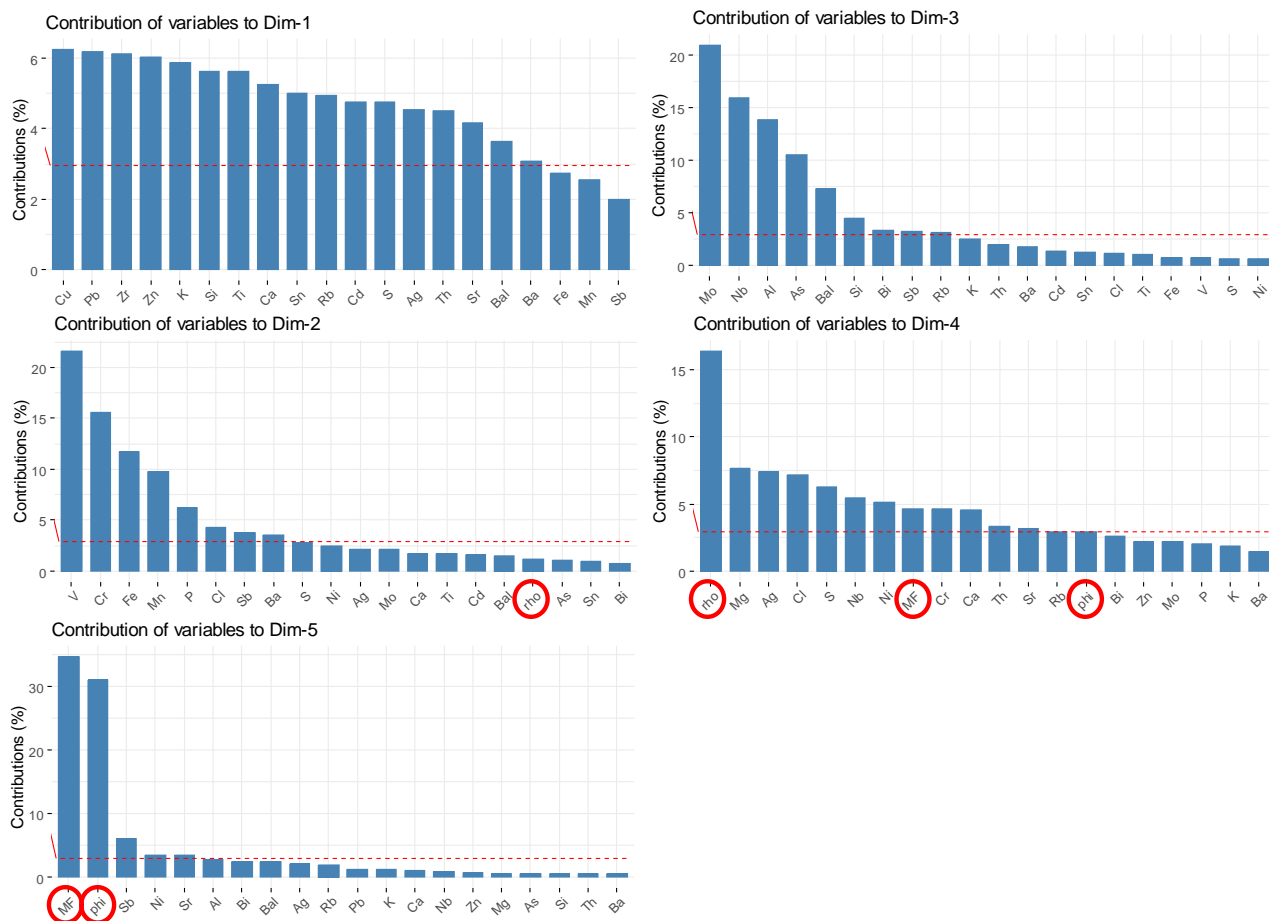 Contribution of variables to Dim-1
Contributions (%)
6
4
2
0
Cu Pb Zr Zn K Si Ti Ca Sn Rb Cd S Ag Th Sr Bal Ba Fe Mn Sb
Contribution of variables to Dim-3
Contributions (%)
20
15
10
5
0
Mo Nb Al As Bal Si Bi Sb Rb K Th Ba Cd Sn Cl Ti Fe V S Ni
Contribution of variables to Dim-2
Contributions (%)
20
15
10
5
0
V Cr Fe Mn P Cl Sb Ba S Ni Ag Mo Ca Ti Cd Bal rho As Sn Bi
Contribution of variables to Dim-4
Contributions (%)
15
10
5
0
rho Mg Ag Cl S Nb Ni MF Cr Ca Th Sr Rb phi Bi Zn Mo P K Ba
Contribution of variables to Dim-5
Contributions (%)
30
20
10
0
MF phi Sb Ni Sr Al Bi Bal Ag Rb Pb K Ca Nb Zn Mg As Si Th Ba